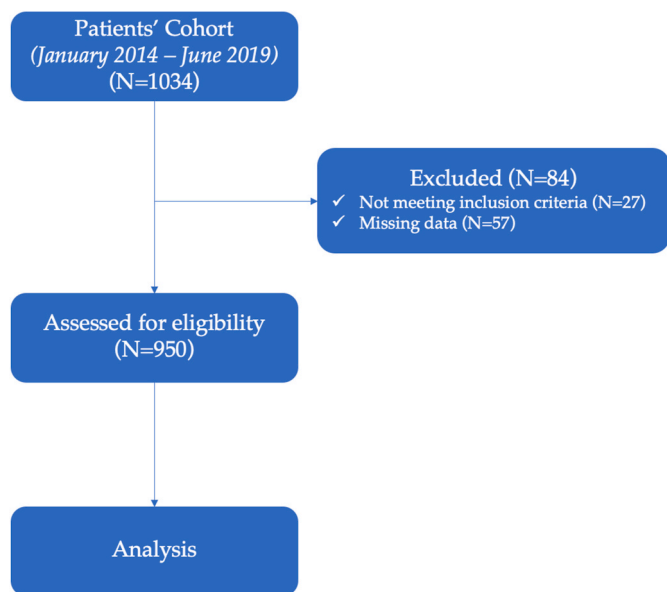 Patients’ Cohort
(January 2014 – June 2019)
(N=1034)
Excluded (N=84)
✓ Not meeting inclusion criteria (N=27)
✓ Missing data (N=57)
Assessed for eligibility
(N=950)
Analysis